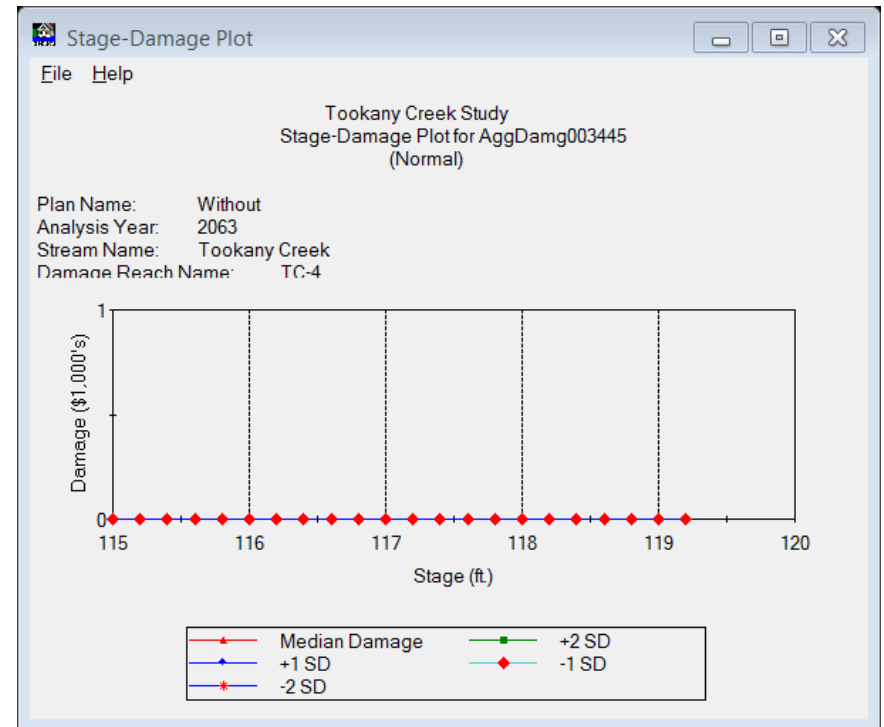 Stage-Damage Plot
File Help
Tookany Creek Study
Stage-Damage Plot for AggDamg003445
(Normal)
Plan Name: Without
Analysis Year: 2063
Stream Name: Tookany Creek
Damage Reach Name: TC-4
Damage ($1,000's)
1
0
115 116 117 118 119 120
Stage (ft.)
Median Damage +2 SD
+1 SD -1 SD
-2 SD